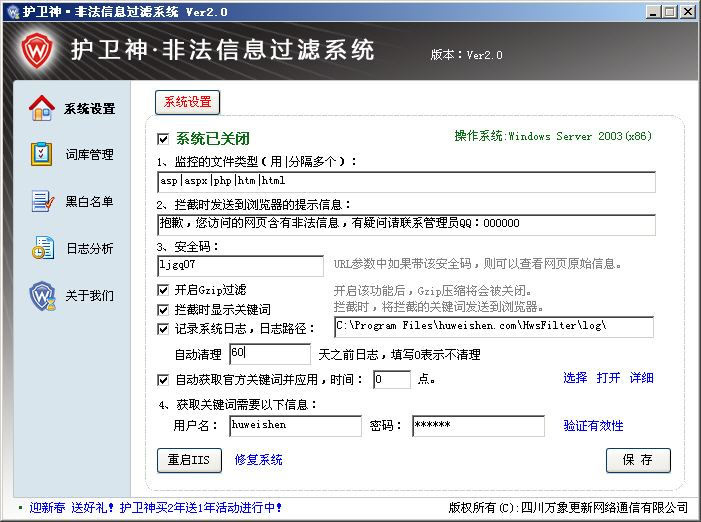 护卫神·非法信息过滤系统 Ver2.0
护卫神·非法信息过滤系统 版本：Ver2.0
系统设置
词库管理
黑白名单
日志分析
关于我们
系统设置
系统已关闭 操作系统:Windows Server 2003(x86)
1、监控的文件类型（用|分隔多个）：
asp|aspx|php|htm|html
2、拦截时发送到浏览器的提示信息：
抱歉，您访问的网页含有非法信息，有疑问请联系管理员QQ：000000
3、安全码：
ljgq07 URL参数中如果带该安全码，则可以查看网页原始信息。
开启Gzip过滤 开启该功能后，Gzip压缩将会被关闭。
拦截时显示关键词 拦截时，将拦截的关键词发送到浏览器。
记录系统日志，日志路径： C:\Program Files\huweishen.com\HwsFilter\log\
自动清理 60 天之前日志，填写0表示不清理
自动获取官方关键词并应用，时间： 0 点。 选择 打开 详细
4、获取关键词需要以下信息：
用户名： huweishen 密码： ****** 验证有效性
重启IIS 修复系统 保 存
迎新春 送好礼！护卫神买2年送1年活动进行中！ 版权所有(C):四川万象更新网络通信有限公司